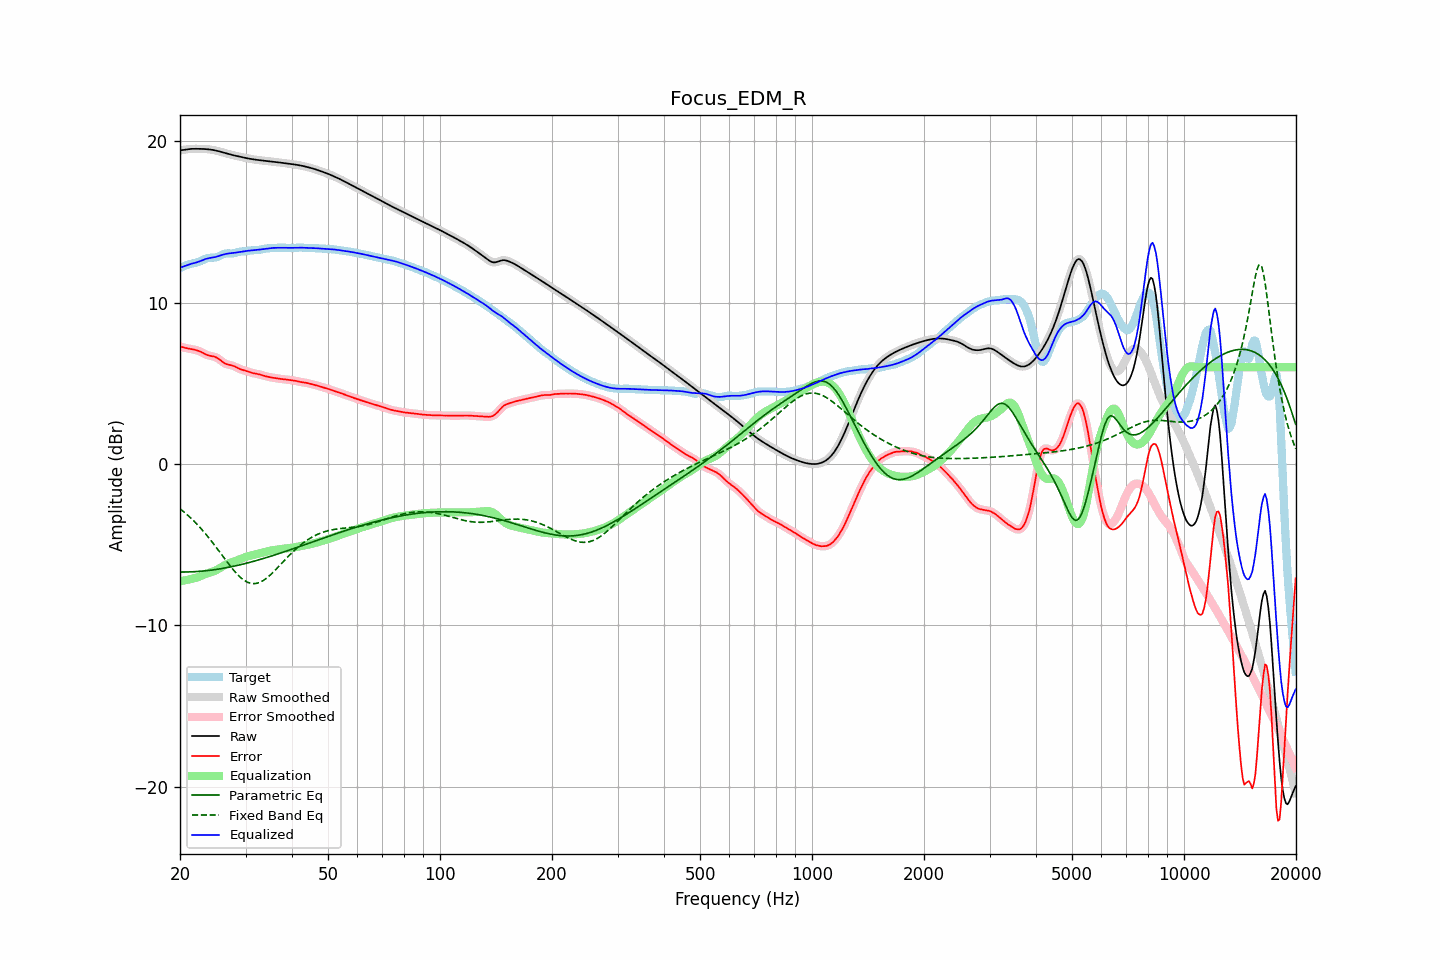 Focus_EDM_R
Amplitude (dBr)
20
10
0
−10
−20
Target
Raw Smoothed
Error Smoothed
Raw
Error
Equalization
Parametric Eq
Fixed Band Eq
Equalized
20 50 100 200 500 1000 2000 5000 10000 20000
Frequency (Hz)